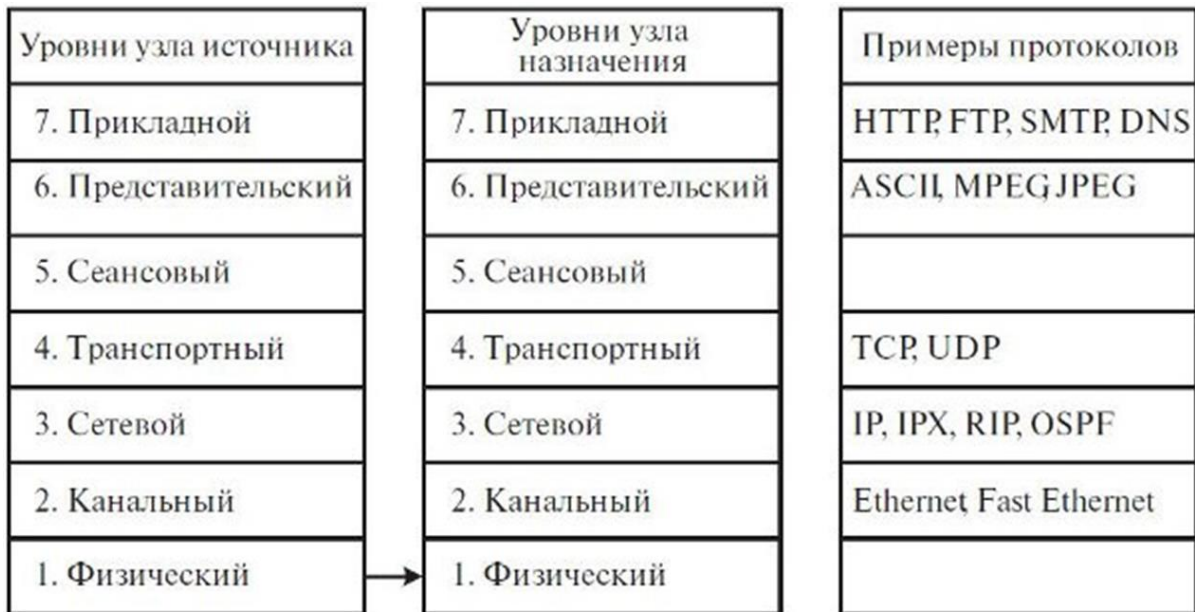 Уровни узла источника
7. Прикладной
6. Представительский
5. Сеансовый
4. Транспортный
3. Сетевой
2. Канальный
1. Физический
Уровни узла
назначения
7. Прикладной
6. Представительский
5. Сеансовый
4. Транспортный
3. Сетевой
2. Канальный
1. Физический
Примеры протоколов
HTTP, FTP, SMTP, DNS
ASCII, MPEG, JPEG
TCP, UDP
IP, IPX, RIP, OSPF
Ethernet, Fast Ethernet